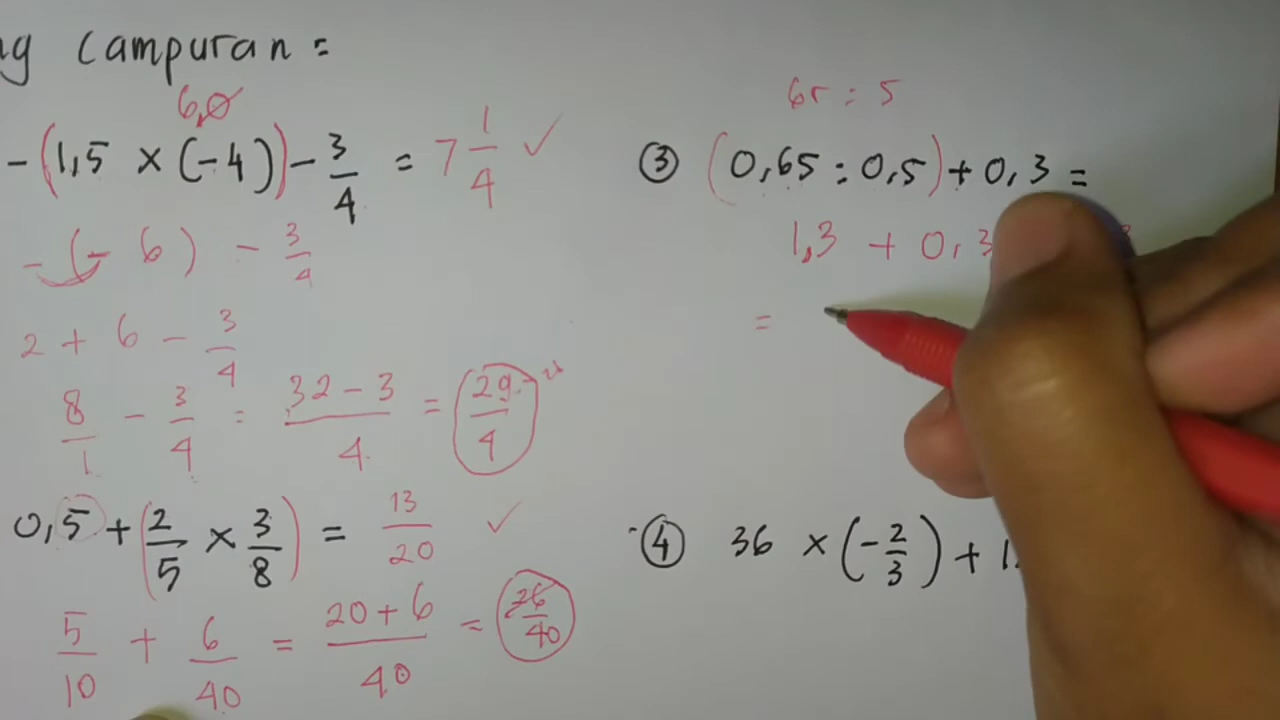 Campuran =
6,0
- (1,5 × (-4)) - 3/4 = 7 1/4 ✓
- (- 6) - 3/4
2 + 6 - 3/4
8/1 - 3/4 = 32 - 3/4 = 29/4
0,5 + (2/5 × 3/8) = 13/20 ✓
5/10 + 6/40 = 20 + 6/40 = 26/40
65 : 5
③ (0,65 : 0,5) + 0,3 =
1,3 + 0,3
=
④ 36 × (-2/3) + 1